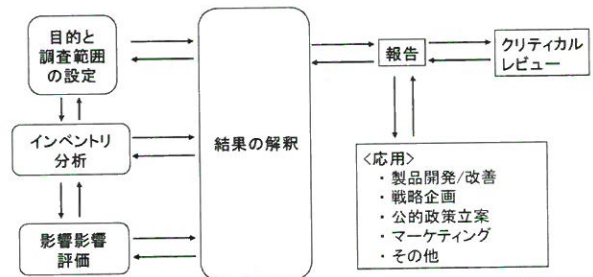 目的と
調査範囲
の設定
インベントリ
分析
影響影響
評価
結果の解釈
報告
クリティカル
レビュー
<応用>
・製品開発/改善
・戦略企画
・公的政策立案
・マーケティング
・その他